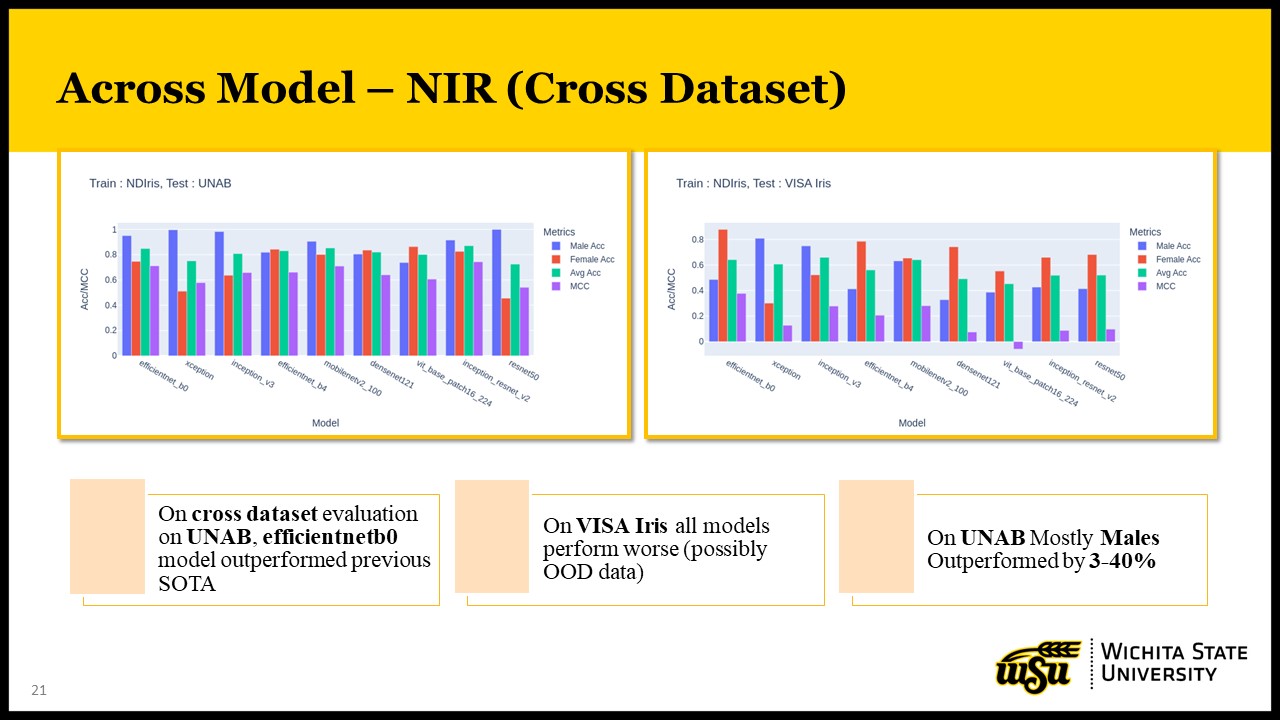 Across Model – NIR (Cross Dataset)
Train : NDIris, Test : UNAB
Metrics
Male Acc
Female Acc
Avg Acc
MCC
Acc/MCC
1
0.8
0.6
0.4
0.2
0
efficientnet_b0
xception
inception_v3
efficientnet_b4
mobilenetv2_100
densenet121
vit_base_patch16_224
inception_resnet_v2
resnet50
Model
Train : NDIris, Test : VISA Iris
Metrics
Male Acc
Female Acc
Avg Acc
MCC
Acc/MCC
0.8
0.6
0.4
0.2
0
efficientnet_b0
xception
inception_v3
efficientnet_b4
mobilenetv2_100
densenet121
vit_base_patch16_224
inception_resnet_v2
resnet50
Model
On cross dataset evaluation
on UNAB, efficientnetb0
model outperformed previous
SOTA
On VISA Iris all models
perform worse (possibly
OOD data)
On UNAB Mostly Males
Outperformed by 3-40%
WSU
WICHITA STATE
UNIVERSITY
21